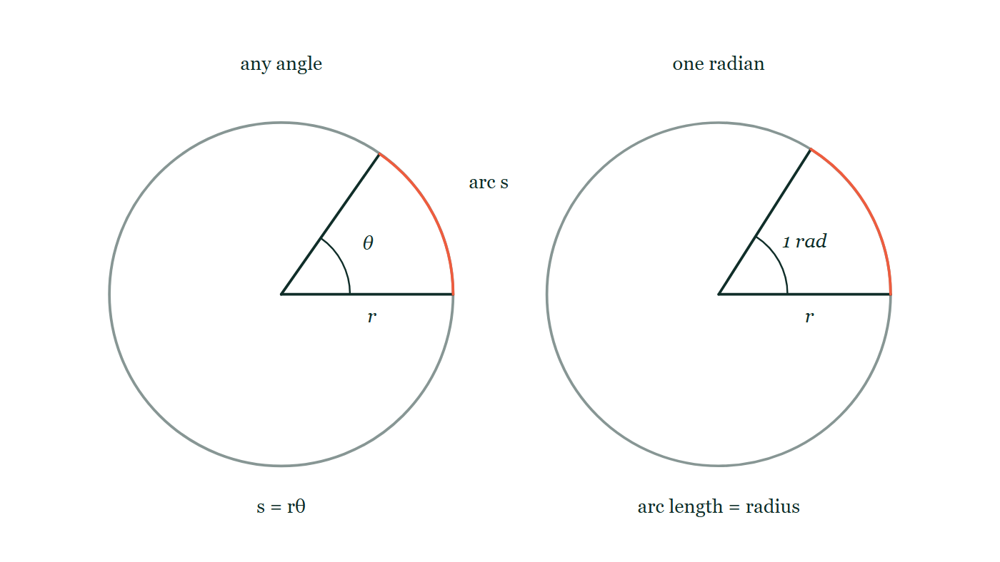 any angle
one radian
arc s
θ
1 rad
r
r
s = rθ
arc length = radius